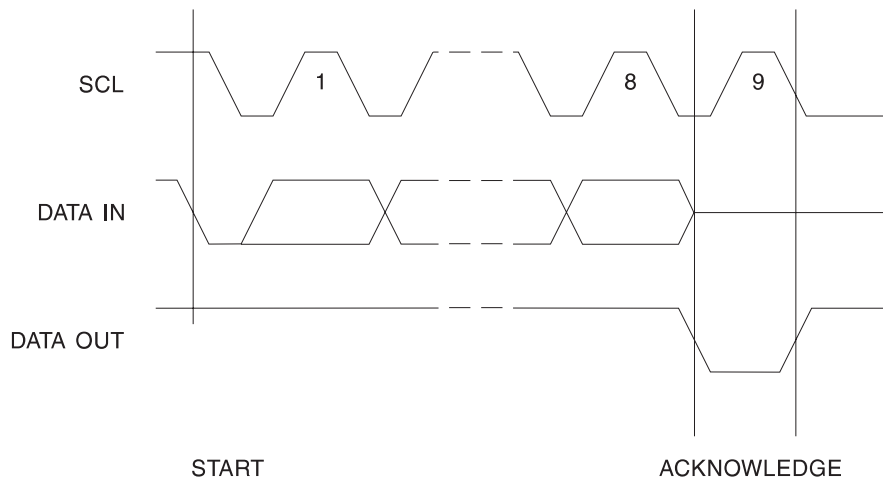 SCL
1
8
9
DATA IN
DATA OUT
START
ACKNOWLEDGE